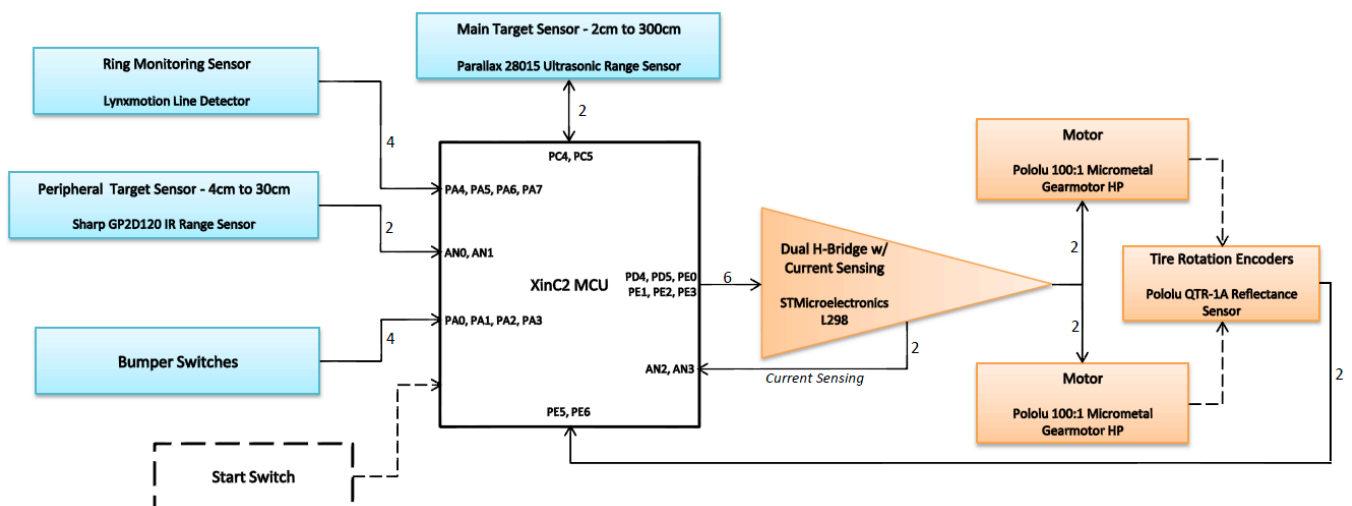 Main Target Sensor - 2cm to 300cm
Parallax 28015 Ultrasonic Range Sensor
Ring Monitoring Sensor
Lynxmotion Line Detector
2
4
PC4, PC5
Motor
Pololu 100:1 Micrometal
Gearmotor HP
Peripheral Target Sensor - 4cm to 30cm
Sharp GP2D120 IR Range Sensor
PA4, PA5, PA6, PA7
2
AN0, AN1
XinC2 MCU
PD4, PD5, PE0
PE1, PE2, PE3
6
Dual H-Bridge w/
Current Sensing
STMicroelectronics
L298
2
2
Tire Rotation Encoders
Pololu QTR-1A Reflectance
Sensor
PA0, PA1, PA2, PA3
4
Bumper Switches
AN2, AN3
2
Current Sensing
Motor
Pololu 100:1 Micrometal
Gearmotor HP
2
PE5, PE6
Start Switch